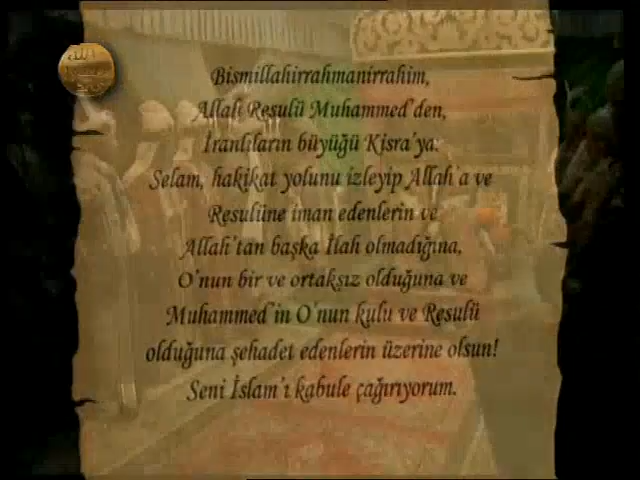 Bismillahirrahmanirrahim,
Allah Resulü Muhammed'den,
İranlıların büyüğü Kisra'ya:
Selam, hakikat yolunu izleyip Allah'a ve
Resulüne iman edenlerin ve
Allah'tan başka İlah olmadığına,
O'nun bir ve ortaksız olduğuna ve
Muhammed'in O'nun kulu ve Resulü
olduğuna şehadet edenlerin üzerine olsun!
Seni İslam'ı kabule çağırıyorum.